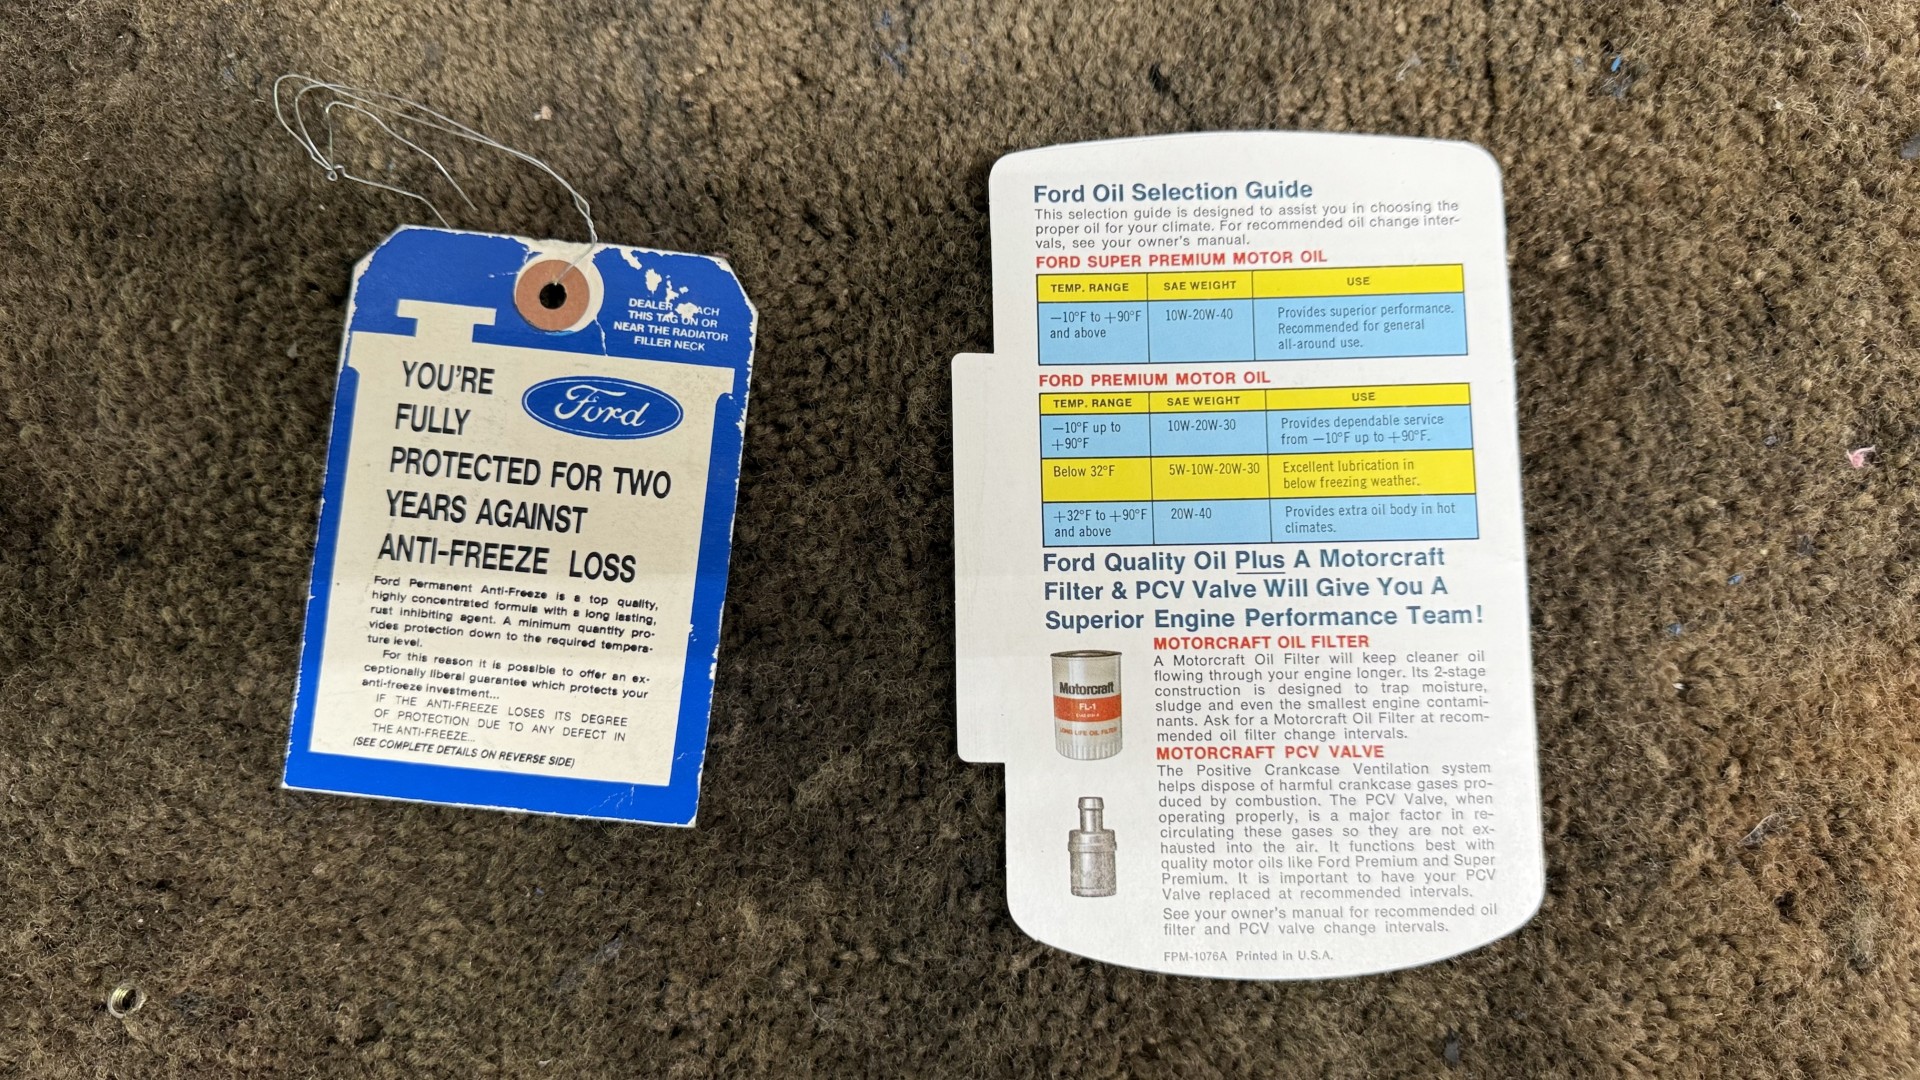 DEALER ACH
THIS TAG ON OR
NEAR THE RADIATOR
FILLER NECK
YOU'RE
FULLY
PROTECTED FOR TWO
YEARS AGAINST
ANTI-FREEZE LOSS
Ford
Ford Permanent Anti-Freeze is a top quality,
highly concentrated formula with a long lasting,
rust inhibiting agent. A minimum quantity pro-
vides protection down to the required tempera-
ture level.
For this reason it is possible to offer an ex-
ceptionally liberal guarantee which protects your
anti-freeze investment...
IF THE ANTI-FREEZE LOSES ITS DEGREE
OF PROTECTION DUE TO ANY DEFECT IN
THE ANTI-FREEZE...
(SEE COMPLETE DETAILS ON REVERSE SIDE)
Ford Oil Selection Guide
This selection guide is designed to assist you in choosing the
proper oil for your climate. For recommended oil change inter-
vals, see your owner's manual.
FORD SUPER PREMIUM MOTOR OIL
TEMP. RANGE SAE WEIGHT USE
—10°F to +90°F 10W-20W-40 Provides superior performance.
and above Recommended for general
all-around use.
FORD PREMIUM MOTOR OIL
TEMP. RANGE SAE WEIGHT USE
—10°F up to 10W-20W-30 Provides dependable service
+90°F from —10°F up to +90°F.
Below 32°F 5W-10W-20W-30 Excellent lubrication in
below freezing weather.
+32°F to +90°F 20W-40 Provides extra oil body in hot
and above climates.
Ford Quality Oil Plus A Motorcraft
Filter & PCV Valve Will Give You A
Superior Engine Performance Team!
MOTORCRAFT OIL FILTER
A Motorcraft Oil Filter will keep cleaner oil
flowing through your engine longer. Its 2-stage
construction is designed to trap moisture,
sludge and even the smallest engine contami-
nants. Ask for a Motorcraft Oil Filter at recom-
mended oil filter change intervals.
Motorcraft
FL-1
LONG LIFE OIL FILTER
MOTORCRAFT PCV VALVE
The Positive Crankcase Ventilation system
helps dispose of harmful crankcase gases pro-
duced by combustion. The PCV Valve, when
operating properly, is a major factor in re-
circulating these gases so they are not ex-
hausted into the air. It functions best with
quality motor oils like Ford Premium and Super
Premium. It is important to have your PCV
Valve replaced at recommended intervals.
See your owner's manual for recommended oil
filter and PCV valve change intervals.
FPM-1076A Printed in U.S.A.